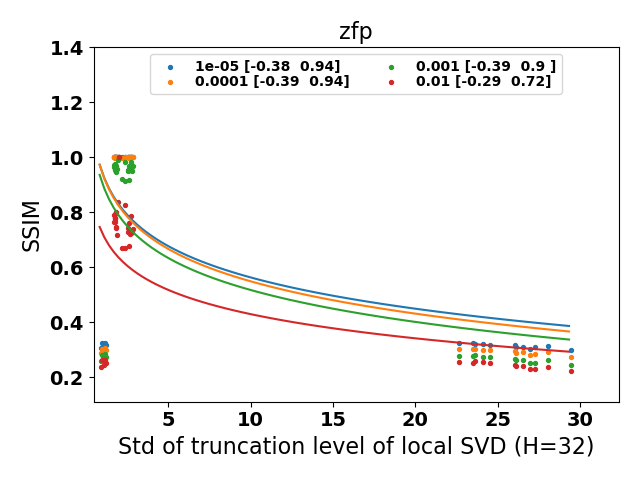 zfp
1e-05 [-0.38  0.94]
0.0001 [-0.39  0.94]
0.001 [-0.39  0.9 ]
0.01 [-0.29  0.72]
1.4
1.2
1.0
0.8
0.6
0.4
0.2
SSIM
5 10 15 20 25 30
Std of truncation level of local SVD (H=32)